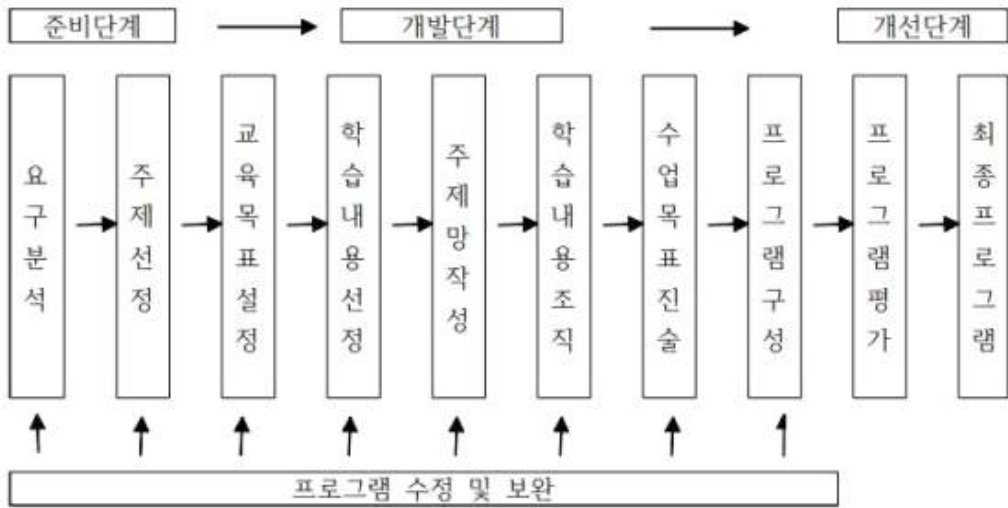 준비단계
개발단계
개선단계
요구분석
주제선정
교육목표설정
학습내용선정
주제망작성
학습내용조직
수업목표진술
프로그램구성
프로그램평가
최종프로그램
프로그램 수정 및 보완